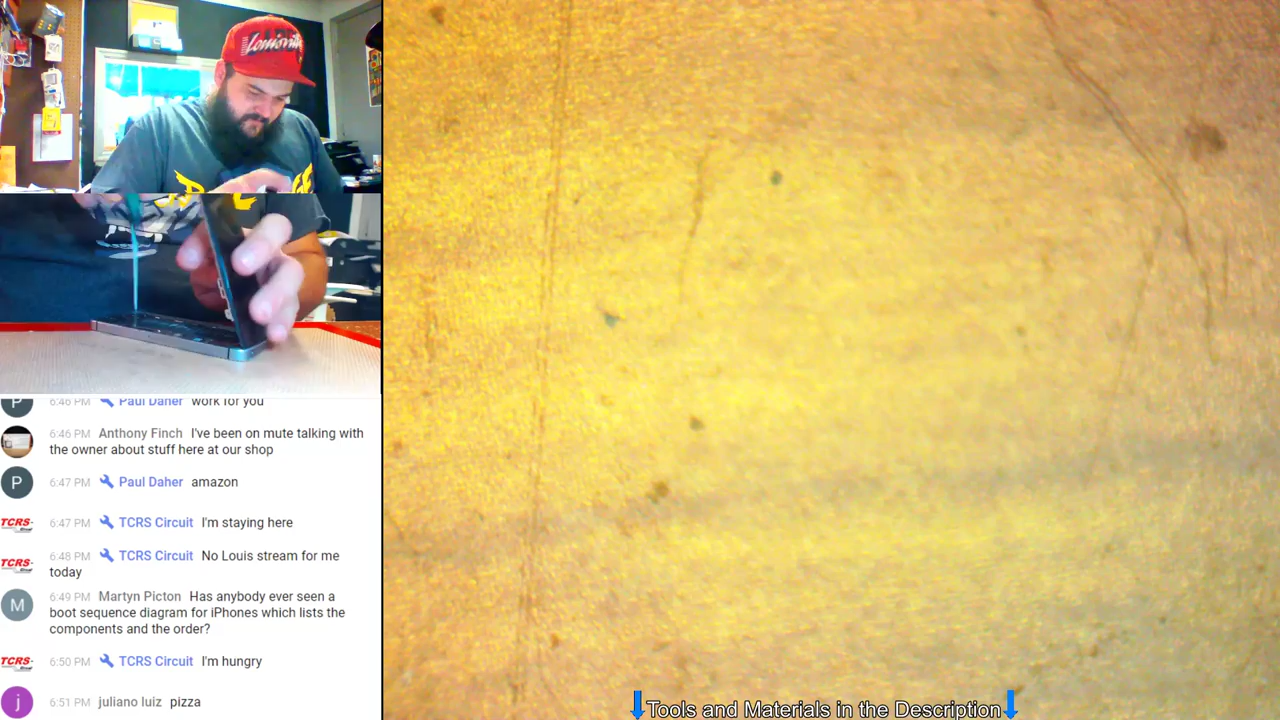 Louisville
P 6:46 PM Paul Daher work for you
6:46 PM Anthony Finch I've been on mute talking with
the owner about stuff here at our shop
P 6:47 PM Paul Daher amazon
TCRS 6:47 PM TCRS Circuit I'm staying here
TCRS 6:48 PM TCRS Circuit No Louis stream for me
today
M 6:49 PM Martyn Picton Has anybody ever seen a
boot sequence diagram for iPhones which lists the
components and the order?
TCRS 6:50 PM TCRS Circuit I'm hungry
j 6:51 PM juliano luiz pizza
Tools and Materials in the Description